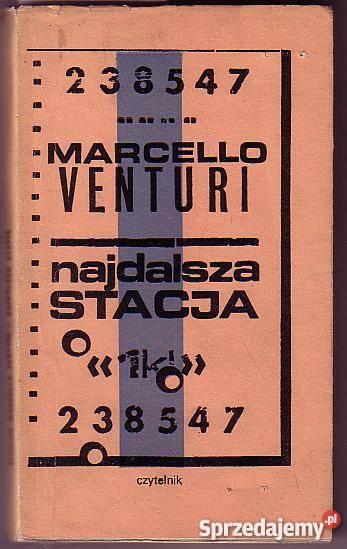 238547
MARCELLO
VENTURI
najdalsza
STACJA
238547
czytelnik
Sprzedajemy.pl